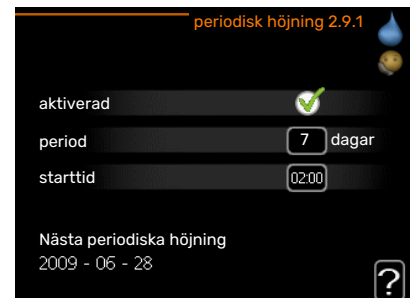 periodisk höjning 2.9.1
aktiverad
period 7 dagar
starttid 02:00
Nästa periodiska höjning
2009 - 06 - 28
?